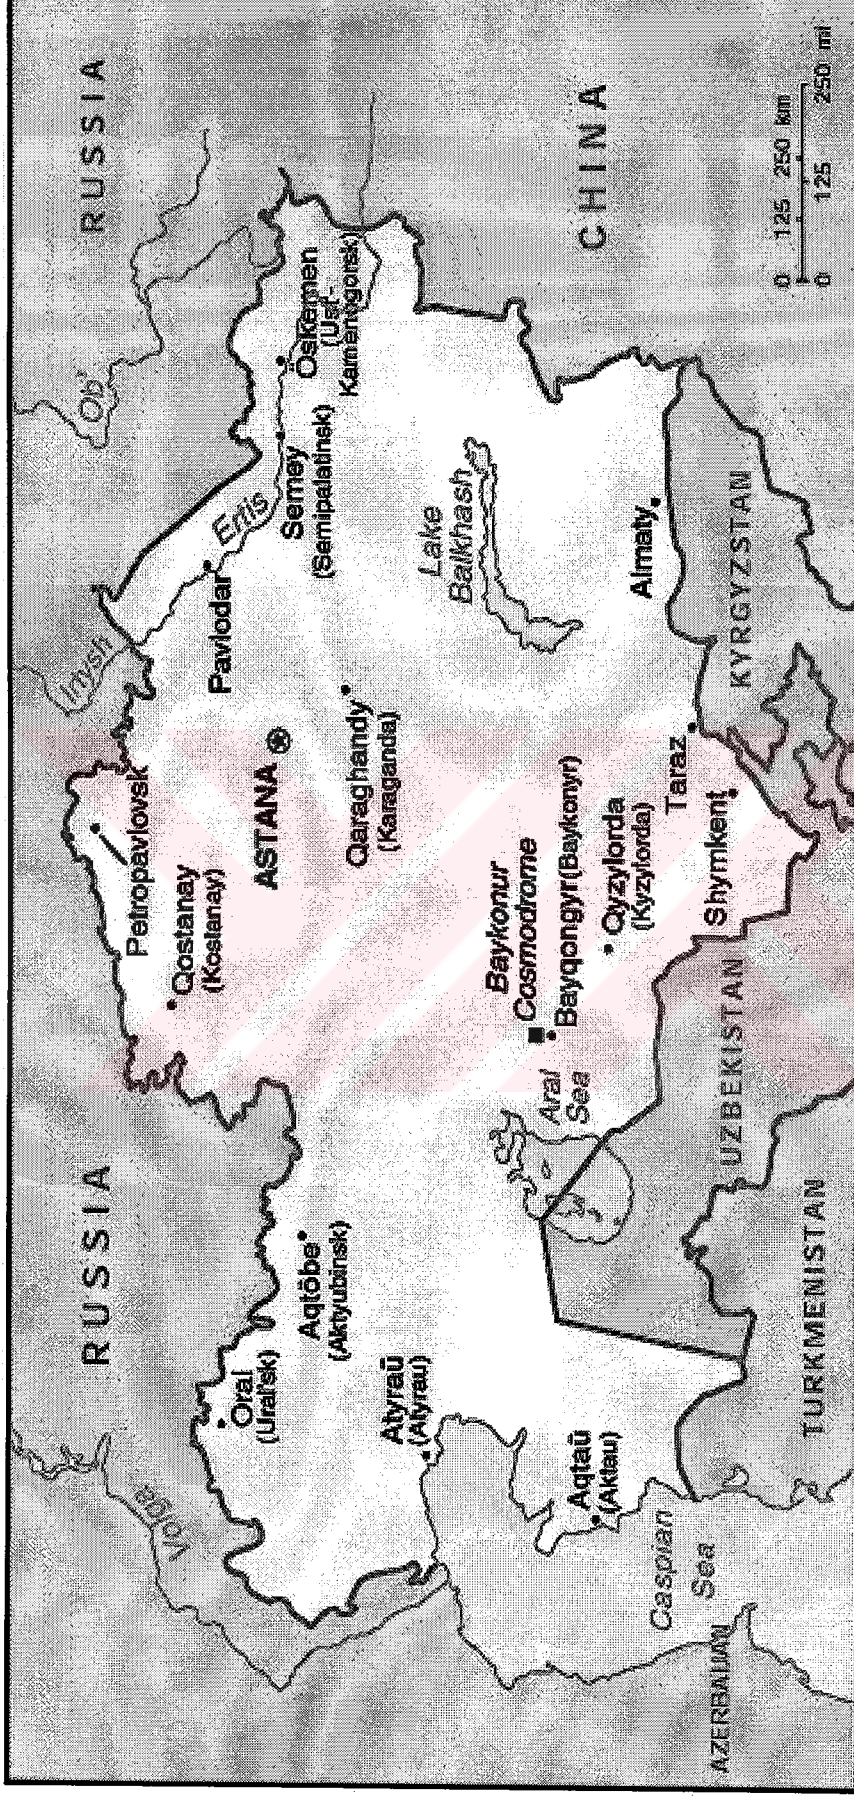 RUSSIA
RUSSIA
Ob'
Irtysh
Volga
Petropavlovsk
Qostanay
(Kostanay)
Pavlodar
Ertis
Oral
(Ural'sk)
ASTANA
Semey
(Semipalatinsk)
Öskemen
(Ust'-
Kamenogorsk)
Aqtöbe
(Aktyubinsk)
Qaraghandy
(Karaganda)
Atyraū
(Atyrau)
Lake
Balkhash
Baykonur
Cosmodrome
Bayqongyr (Baykonyr)
Aral
Sea
CHINA
Aqtaū
(Aktau)
Qyzylorda
(Kyzylorda)
Almaty
Taraz
Caspian
Sea
Shymkent
UZBEKISTAN
KYRGYZSTAN
AZERBAIJAN
TURKMENISTAN
0 125 250 km
0 125 250 mi